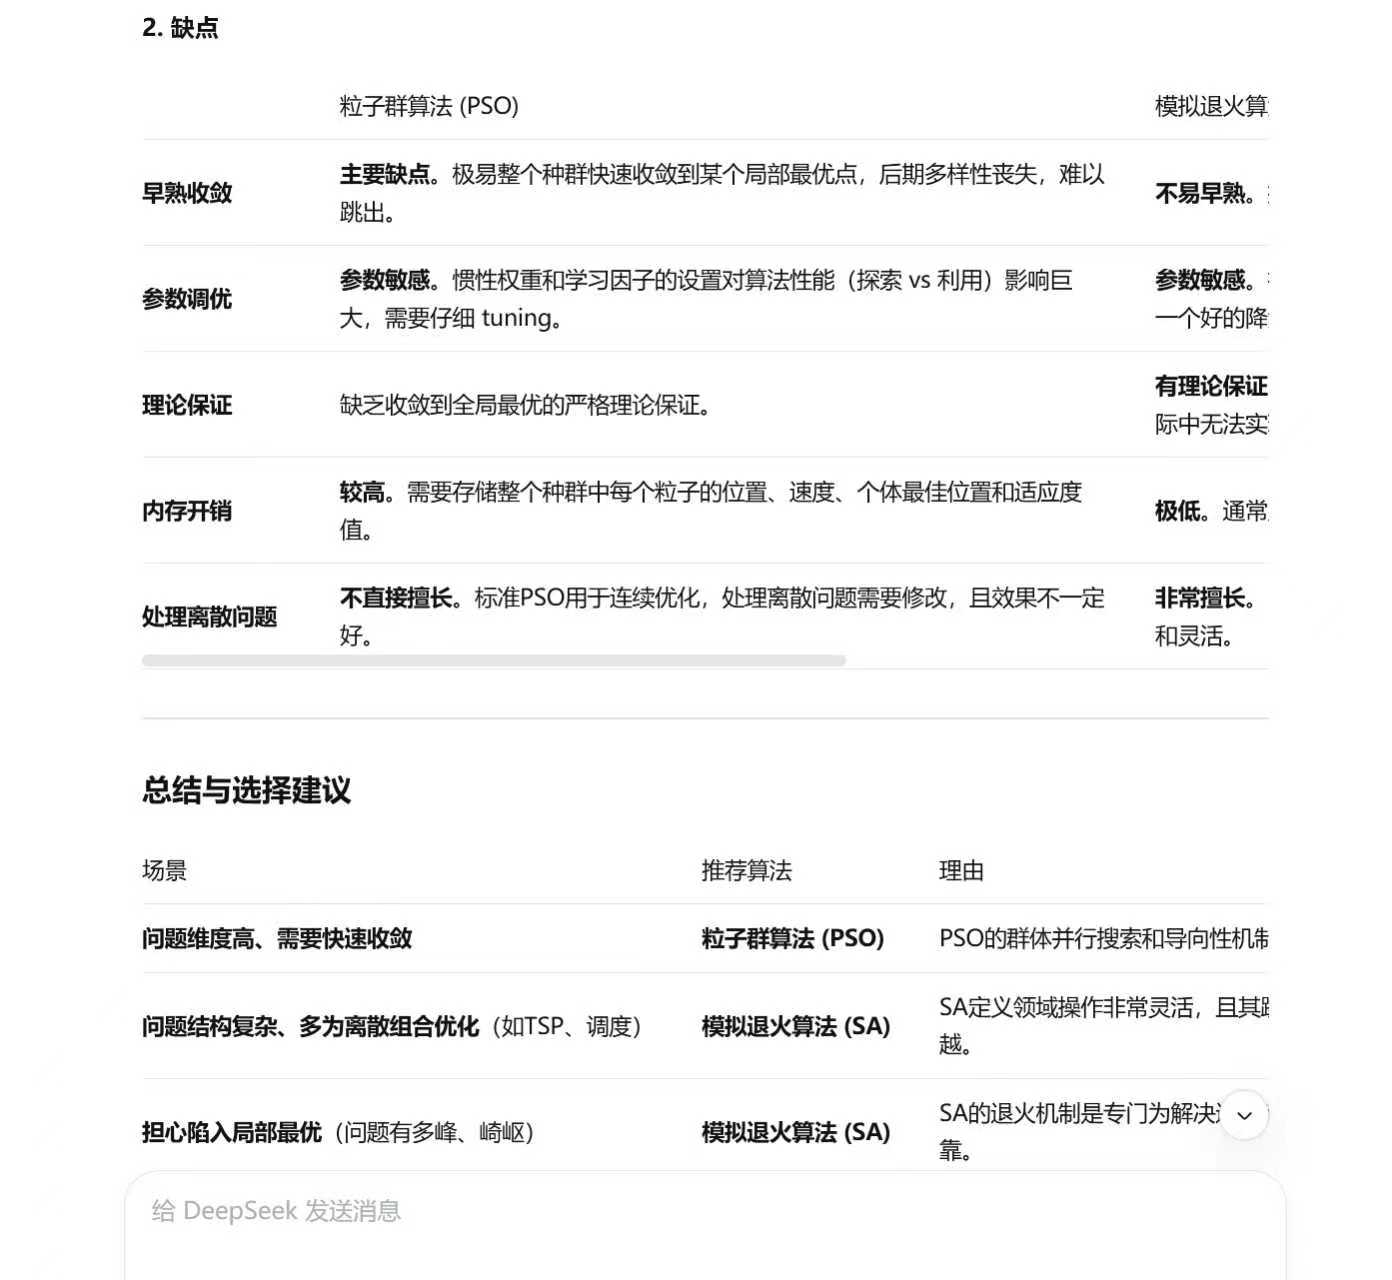 2. 缺点
粒子群算法 (PSO)
模拟退火算
早熟收敛
主要缺点。极易整个种群快速收敛到某个局部最优点，后期多样性丧失，难以
跳出。
不易早熟。
参数调优
参数敏感。惯性权重和学习因子的设置对算法性能（探索 vs 利用）影响巨
大，需要仔细 tuning。
参数敏感。
一个好的降
理论保证
缺乏收敛到全局最优的严格理论保证。
有理论保证
际中无法实
内存开销
较高。需要存储整个种群中每个粒子的位置、速度、个体最佳位置和适应度
值。
极低。通常
处理离散问题
不直接擅长。标准PSO用于连续优化，处理离散问题需要修改，且效果不一定
好。
非常擅长。
和灵活。
总结与选择建议
场景
推荐算法
理由
问题维度高、需要快速收敛
粒子群算法 (PSO)
PSO的群体并行搜索和导向性机制
问题结构复杂、多为离散组合优化（如TSP、调度）
模拟退火算法 (SA)
SA定义领域操作非常灵活，且其
越。
担心陷入局部最优（问题有多峰、崎岖）
模拟退火算法 (SA)
SA的退火机制是专门为解决
靠。
给 DeepSeek 发送消息